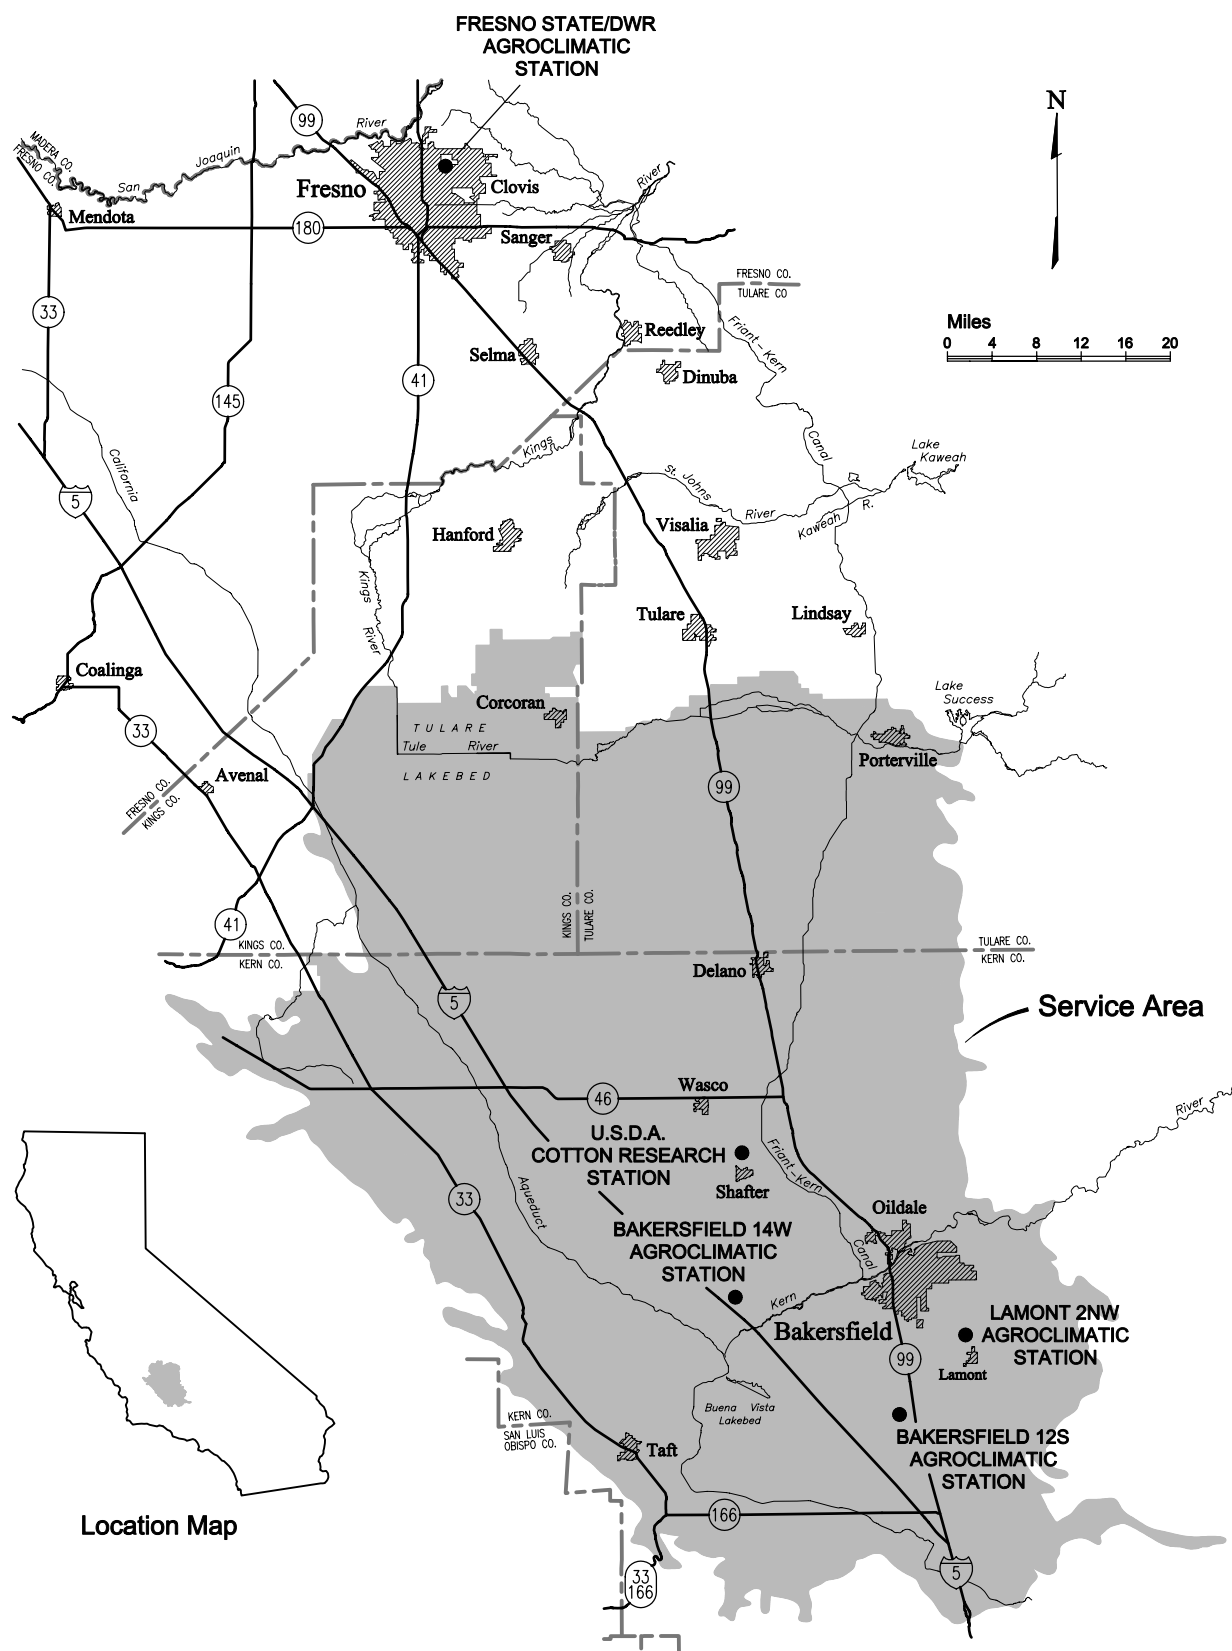 FRESNO STATE/DWR
AGROCLIMATIC
STATION
N
99
River
MADERA CO.
FRESNO CO.
San
Joaquin
Fresno
Clovis
River
Mendota
180
Sanger
FRESNO CO.
TULARE CO
33
Friant-Kern
Reedley
Miles
0 4 8 12 16 20
Selma
Dinuba
41
145
Canal
Kings
Lake
Kaweah
California
St. Johns
River
Kaweah R.
5
Hanford
Visalia
Kings
River
Tulare
Lindsay
Coalinga
Corcoran
Lake
Success
TULARE
33
Tule River
LAKEBED
Porterville
Avenal
99
FRESNO CO.
KINGS CO.
41
KINGS CO.
TULARE CO.
KINGS CO.
KERN CO.
TULARE CO.
KERN CO.
Delano
5
Service Area
Wasco
46
River
U.S.D.A.
COTTON RESEARCH
STATION
Friant-Kern
Shafter
33
Aqueduct
Oildale
BAKERSFIELD 14W
AGROCLIMATIC
STATION
Canal
Kern
Bakersfield
LAMONT 2NW
AGROCLIMATIC
STATION
99
Lamont
Buena Vista
Lakebed
KERN CO.
SAN LUIS
OBISPO CO.
BAKERSFIELD 12S
AGROCLIMATIC
STATION
Taft
166
Location Map
5
33
166